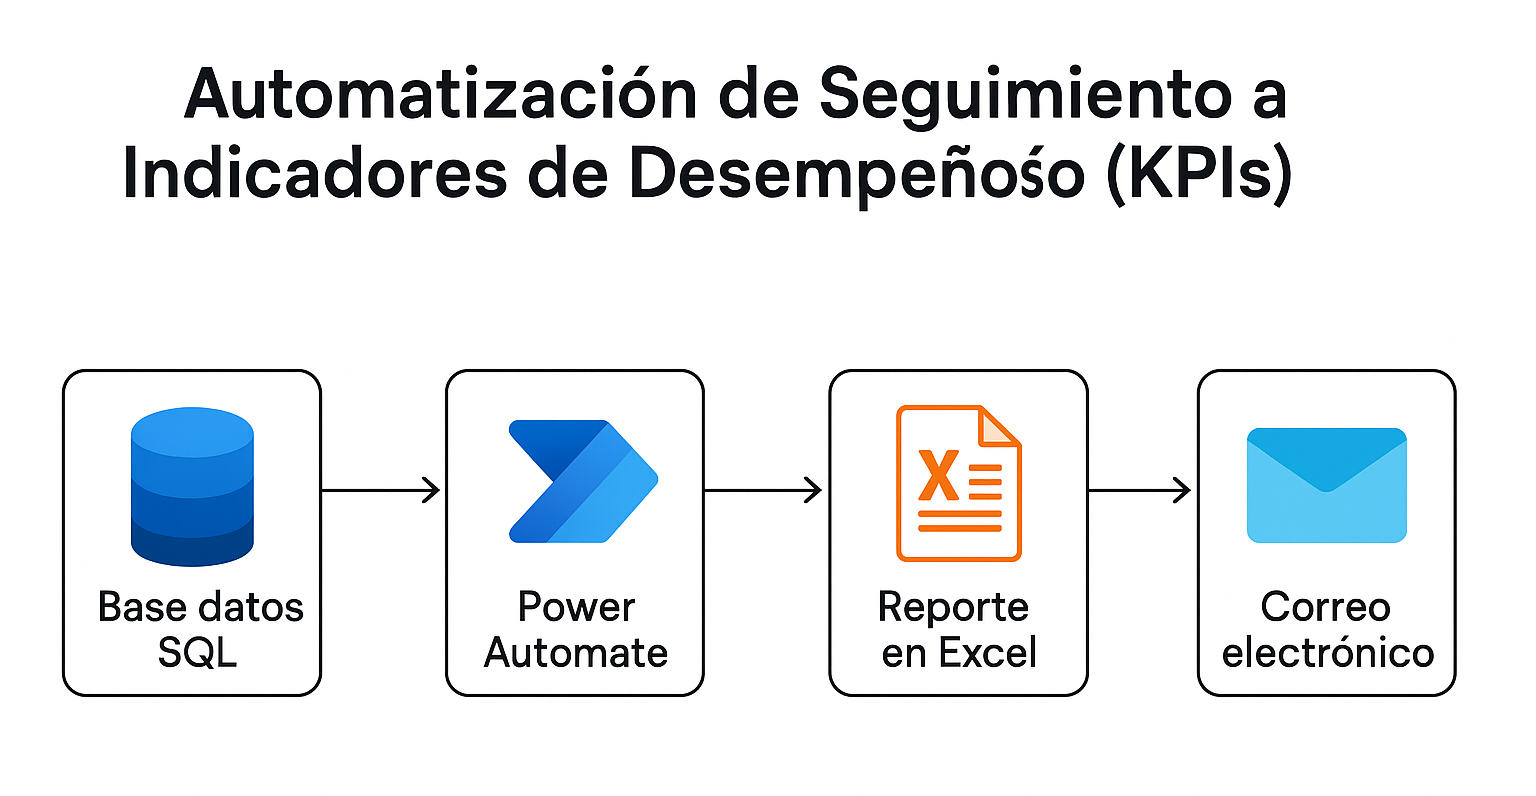 Automatización de Seguimiento a
Indicadores de Desempeñośo (KPIs)
Base datos
SQL
Power
Automate
X
Reporte
en Excel
Correo
electrónico